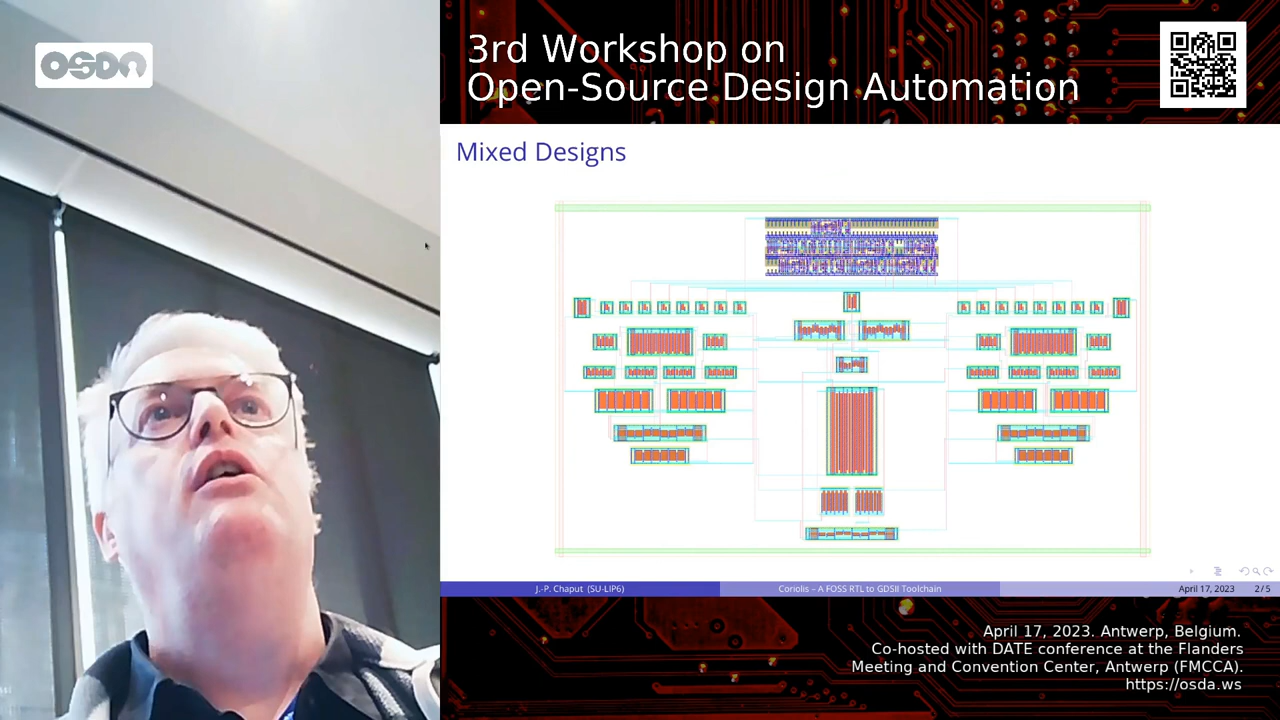 OSDA
3rd Workshop on
Open-Source Design Automation
Mixed Designs
J.-P. Chaput (SU-LIP6)
Coriolis – A FOSS RTL to GDSII Toolchain
April 17, 2023
2 / 5
April 17, 2023. Antwerp, Belgium.
Co-hosted with DATE conference at the Flanders
Meeting and Convention Center, Antwerp (FMCCA).
https://osda.ws